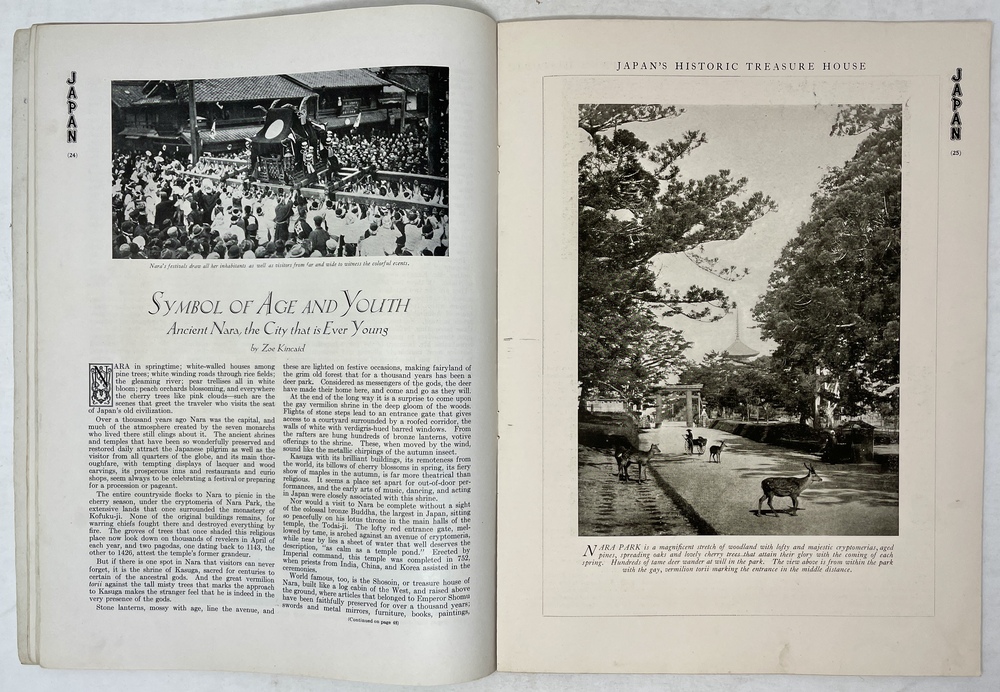 JAPAN
(24)
Nara's festivals draw all her inhabitants as well as visitors from far and wide to witness the colorful events.
SYMBOL OF AGE AND YOUTH
Ancient Nara, the City that is Ever Young
by Zoe Kincaid
NARA in springtime; white-walled houses among
pine trees; white winding roads through rice fields;
the gleaming river; pear trellises all in white
bloom; peach orchards blossoming, and everywhere
the cherry trees like pink clouds—such are the
scenes that greet the traveler who visits the seat
of Japan's old civilization.
Over a thousand years ago Nara was the capital, and
much of the atmosphere created by the seven monarchs
who lived there still clings about it. The ancient shrines
and temples that have been so wonderfully preserved and
restored daily attract the Japanese pilgrim as well as the
visitor from all quarters of the globe, and its main thor-
oughfare, with tempting displays of lacquer and wood
carvings, its prosperous inns and restaurants and curio
shops, seem always to be celebrating a festival or preparing
for a procession or pageant.
The entire countryside flocks to Nara to picnic in the
cherry season, under the cryptomeria of Nara Park, the
extensive lands that once surrounded the monastery of
Kofuku-ji. None of the original buildings remains, for
warring chiefs fought there and destroyed everything by
fire. The groves of trees that once shaded this religious
place now look down on thousands of revelers in April of
each year, and two pagodas, one dating back to 1143, the
other to 1426, attest the temple's former grandeur.
But if there is one spot in Nara that visitors can never
forget, it is the shrine of Kasuga, sacred for centuries to
certain of the ancestral gods. And the great vermilion
torii against the tall misty trees that marks the approach
to Kasuga makes the stranger feel that he is indeed in the
very presence of the gods.
Stone lanterns, mossy with age, line the avenue, and
these are lighted on festive occasions, making fairyland of
the grim old forest that for a thousand years has been a
deer park. Considered as messengers of the gods, the deer
have made their home here, and come and go as they will.
At the end of the long way it is a surprise to come upon
the gay vermilion shrine in the deep gloom of the woods.
Flights of stone steps lead to an entrance gate that gives
access to a courtyard surrounded by a roofed corridor, the
walls of white with verdigris-hued barred windows. From
the rafters are hung hundreds of bronze lanterns, votive
offerings to the shrine. These, when moved by the wind,
sound like the metallic chirpings of the autumn insect.
Kasuga with its brilliant buildings, its remoteness from
the world, its billows of cherry blossoms in spring, its fiery
show of maples in the autumn, is far more theatrical than
religious. It seems a place set apart for out-of-door per-
formances, and the early arts of music, dancing, and acting
in Japan were closely associated with this shrine.
Nor would a visit to Nara be complete without a sight
of the colossal bronze Buddha, the largest in Japan, sitting
so peacefully on his lotus throne in the main halls of the
temple, the Todai-ji. The lofty red entrance gate, mel-
lowed by time, is arched against an avenue of cryptomeria,
while near by lies a sheet of water that well deserves the
description, "as calm as a temple pond." Erected by
Imperial command, this temple was completed in 752,
when priests from India, China, and Korea assisted in the
ceremonies.
World famous, too, is the Shosoin, or treasure house of
Nara, built like a log cabin of the West, and raised above
the ground, where articles that belonged to Emperor Shomu
have been faithfully preserved for over a thousand years;
swords and metal mirrors, furniture, books, paintings,
(Continued on page 48)
JAPAN'S HISTORIC TREASURE HOUSE
JAPAN
(25)
NARA PARK is a magnificent stretch of woodland with lofty and majestic cryptomerias, aged
pines, spreading oaks and lovely cherry trees that attain their glory with the coming of each
spring. Hundreds of tame deer wander at will in the park. The view above is from within the park
with the gay, vermilion torii marking the entrance in the middle distance.